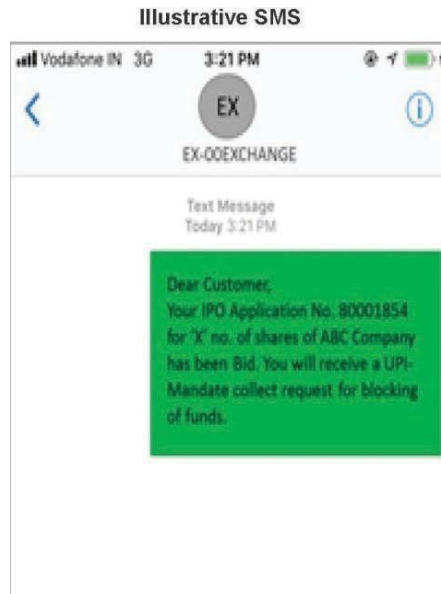 Illustrative SMS
Vodafone IN 3G 3:21 PM
EX
EX-OOEXCHANGE
Text Message
Today 3:21 PM
Dear Customer,
Your IPO Application No. 80001854
for 'X' no. of shares of ABC Company
has been Bid. You will receive a UPI-
Mandate collect request for blocking
of funds.